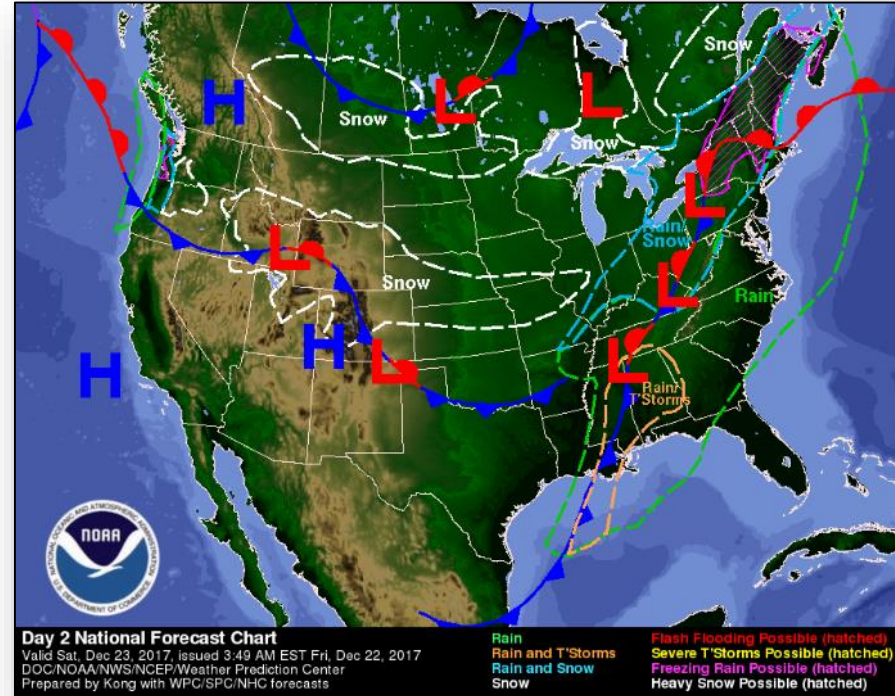 Snow
H
L
L
Snow
Snow
L
Rain/
Snow
L
Snow
L
Rain
H
L
L
H
Rain/
T'Storms
NATIONAL OCEANIC AND ATMOSPHERIC ADMINISTRATION
NOAA
U.S. DEPARTMENT OF COMMERCE
Day 2 National Forecast Chart
Valid Sat, Dec 23, 2017, issued 3:49 AM EST Fri, Dec 22, 2017
DOC/NOAA/NWS/NCEP/Weather Prediction Center
Prepared by Kong with WPC/SPC/NHC forecasts
Rain
Rain and T'Storms
Rain and Snow
Snow
Flash Flooding Possible (hatched)
Severe T'Storms Possible (hatched)
Freezing Rain Possible (hatched)
Heavy Snow Possible (hatched)